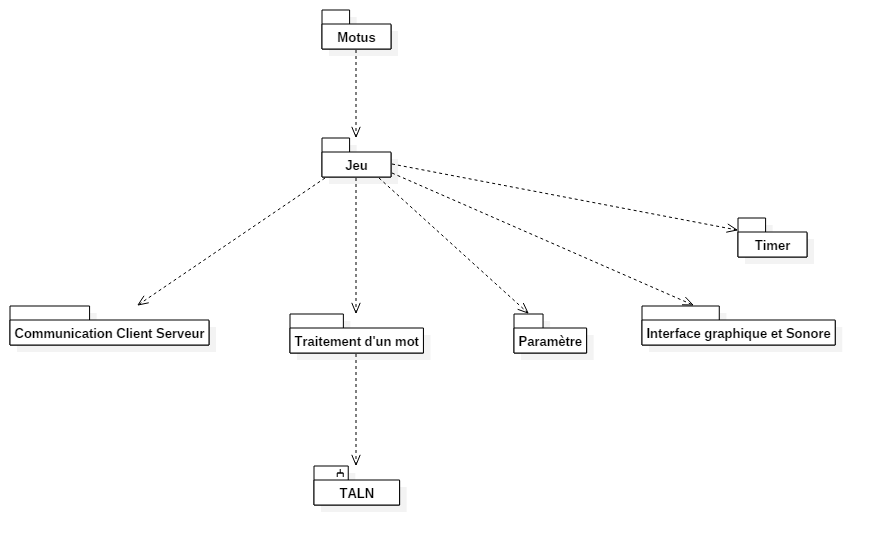 Motus
Jeu
Timer
Communication Client Serveur
Traitement d'un mot
Paramètre
Interface graphique et Sonore
TALN